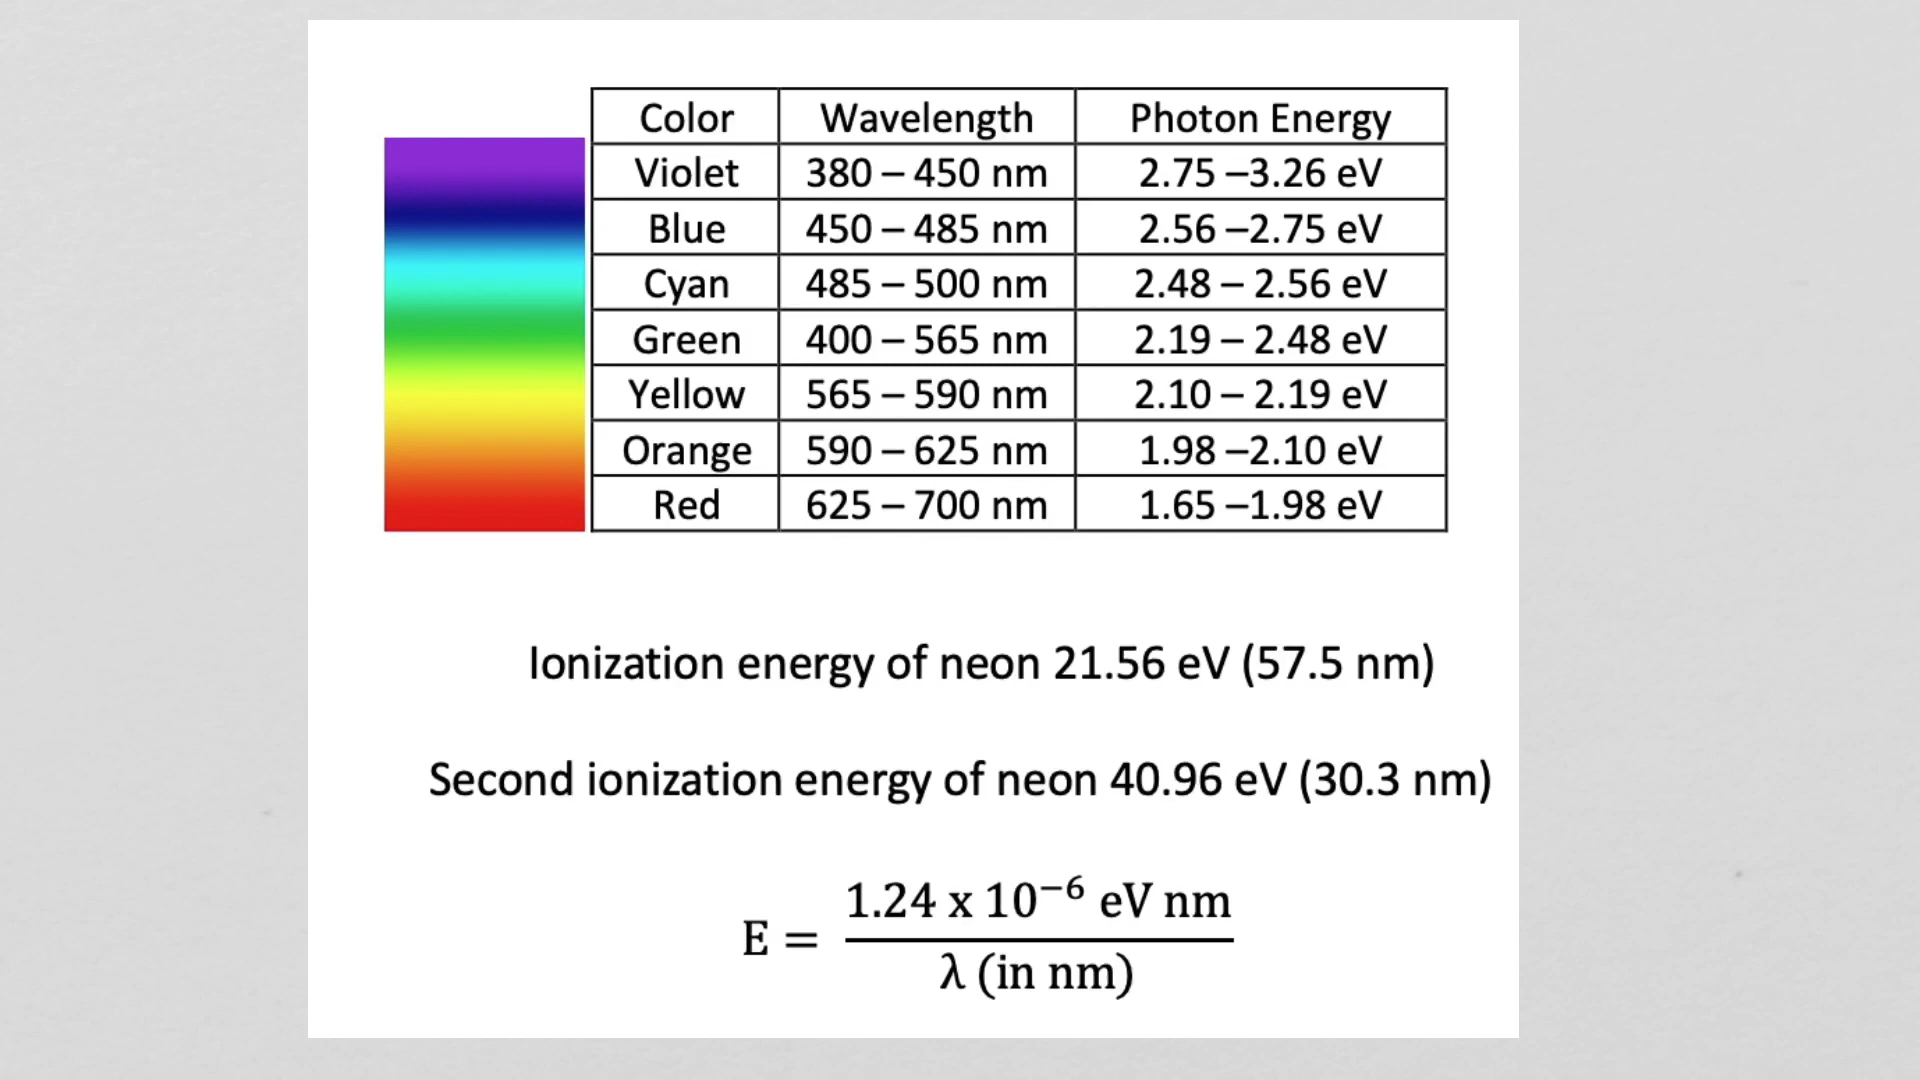 Color Wavelength Photon Energy
Violet 380 – 450 nm 2.75 –3.26 eV
Blue 450 – 485 nm 2.56 –2.75 eV
Cyan 485 – 500 nm 2.48 – 2.56 eV
Green 400 – 565 nm 2.19 – 2.48 eV
Yellow 565 – 590 nm 2.10 – 2.19 eV
Orange 590 – 625 nm 1.98 –2.10 eV
Red 625 – 700 nm 1.65 –1.98 eV
Ionization energy of neon 21.56 eV (57.5 nm)
Second ionization energy of neon 40.96 eV (30.3 nm)
1.24 x 10⁻⁶ eV nm
E =
λ (in nm)